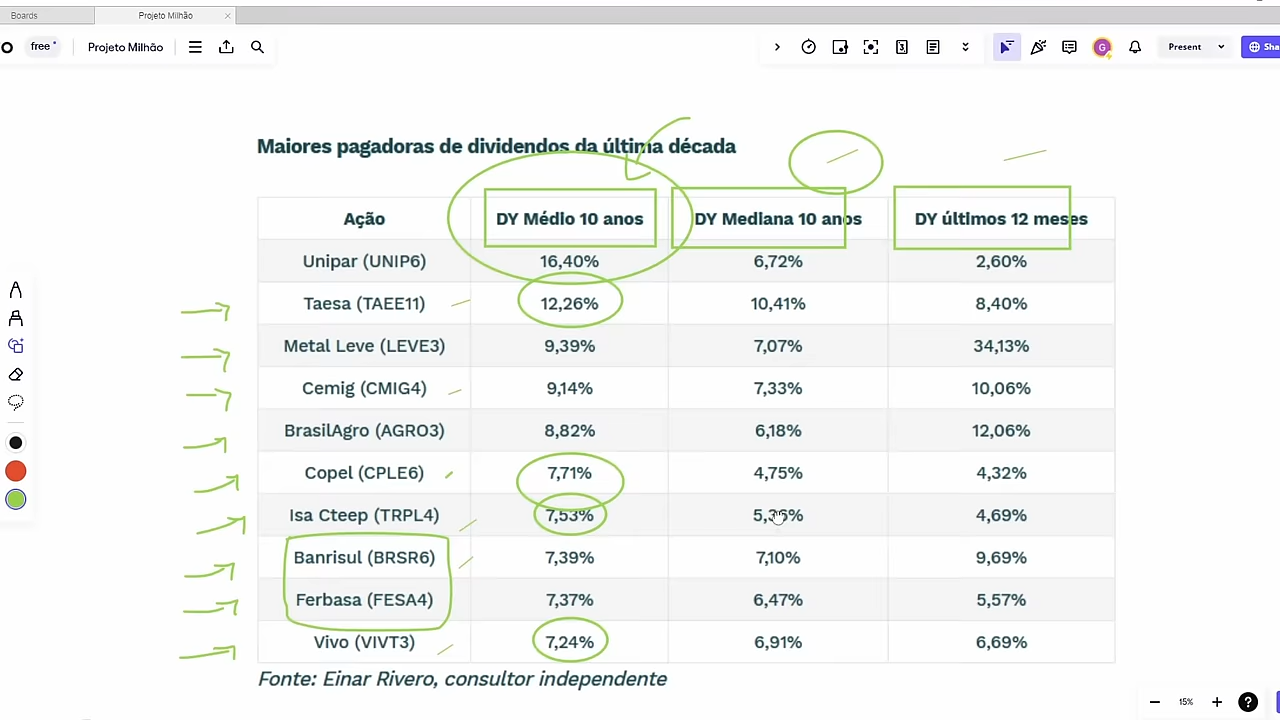 Boards
Projeto Milhão
free
Projeto Milhão
Present
Sha
Maiores pagadoras de dividendos da última década
Ação DY Médio 10 anos DY Mediana 10 anos DY últimos 12 meses
Unipar (UNIP6) 16,40% 6,72% 2,60%
Taesa (TAEE11) 12,26% 10,41% 8,40%
Metal Leve (LEVE3) 9,39% 7,07% 34,13%
Cemig (CMIG4) 9,14% 7,33% 10,06%
BrasilAgro (AGRO3) 8,82% 6,18% 12,06%
Copel (CPLE6) 7,71% 4,75% 4,32%
Isa Cteep (TRPL4) 7,53% 4,69%
Banrisul (BRSR6) 7,39% 7,10% 9,69%
Ferbasa (FESA4) 7,37% 6,47% 5,57%
Vivo (VIVT3) 7,24% 6,91% 6,69%
Fonte: Einar Rivero, consultor independente
15%